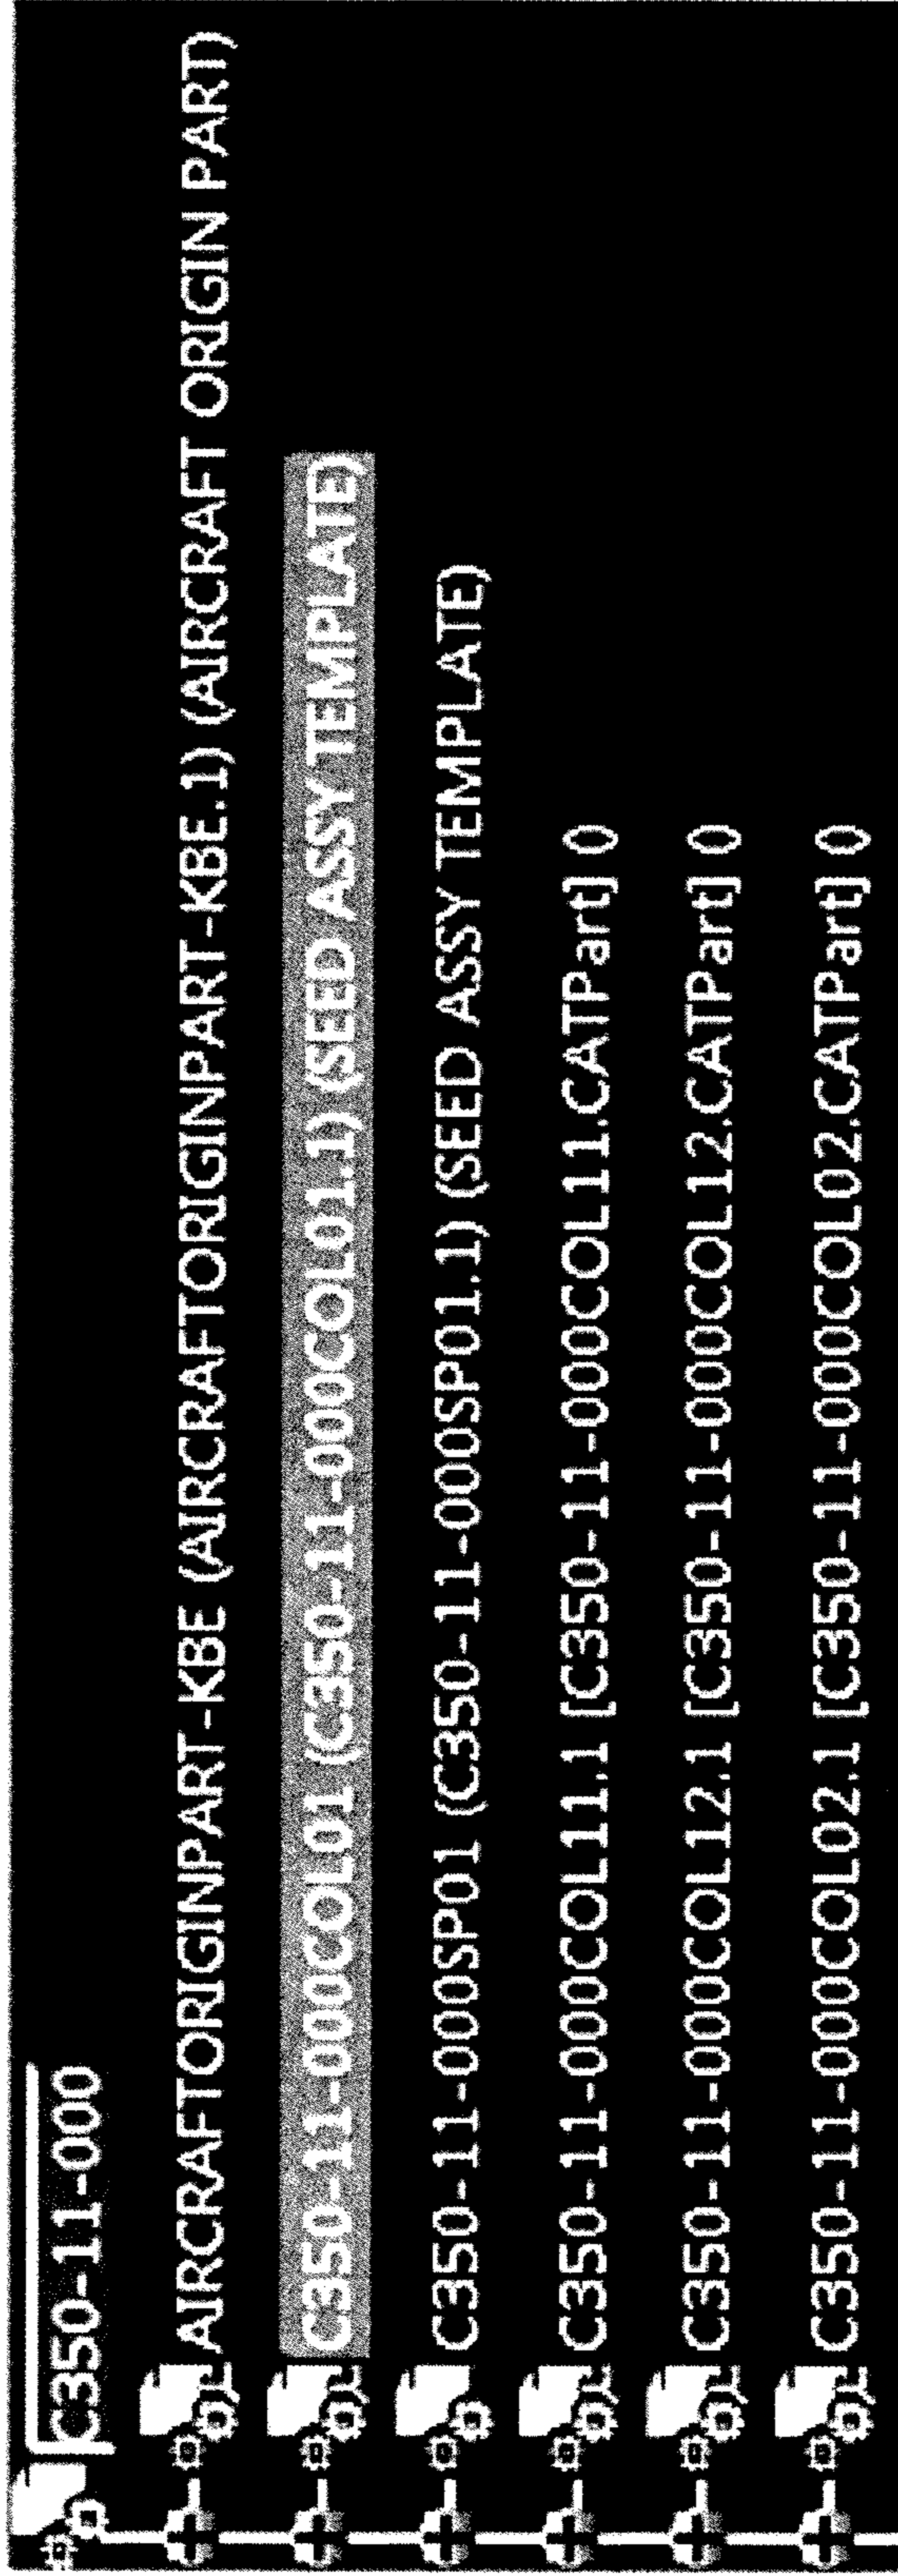 C350-11-000
AIRCRAFTORIGINPART-KBE (AIRCRAFTORIGINPART-KBE.1) (AIRCRAFT ORIGIN PART)
C350-11-000COL01 (C350-11-000COL01.1) (SEED ASSY TEMPLATE)
C350-11-000SP01 (C350-11-000SP01.1) (SEED ASSY TEMPLATE)
C350-11-000COL11.1 [C350-11-000COL11.CATPart] 0
C350-11-000COL12.1 [C350-11-000COL12.CATPart] 0
C350-11-000COL02.1 [C350-11-000COL02.CATPart] 0